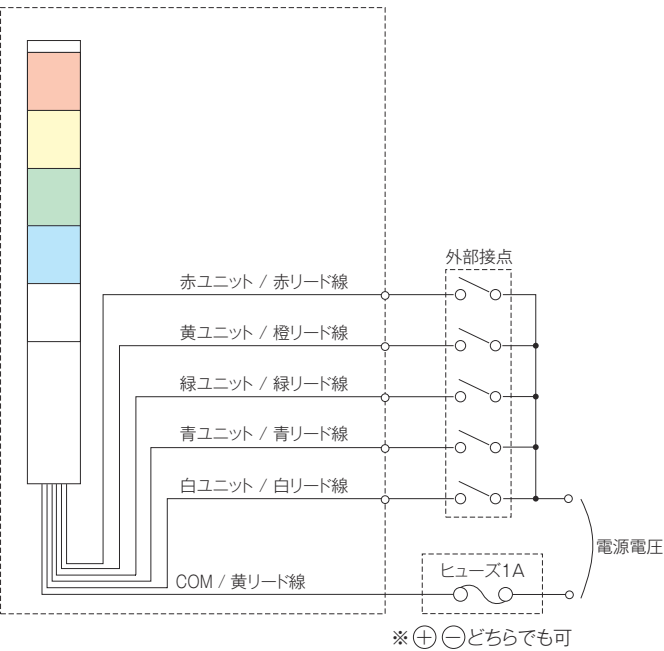 外部接点
赤ユニット / 赤リード線
黄ユニット / 橙リード線
緑ユニット / 緑リード線
青ユニット / 青リード線
白ユニット / 白リード線
電源電圧
ヒューズ1A
COM / 黄リード線
※⊕⊖どちらでも可